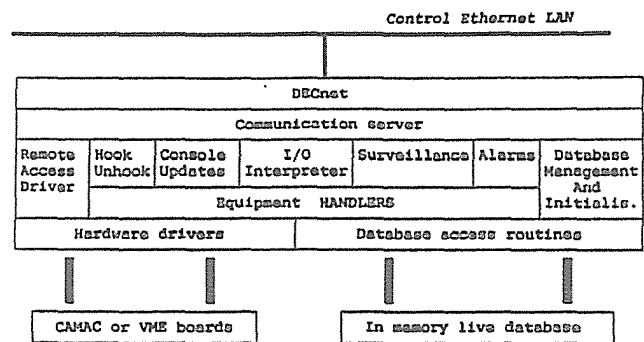 Control Ethernet LAN
DECnet
Communication server
Remote Access Driver
Hook Unhook
Console Updates
I/O Interpreter
Surveillance
Alarms
Database Management And Initialis.
Equipment HANDLERS
Hardware drivers
Database access routines
CAMAC or VME boards
In memory live database